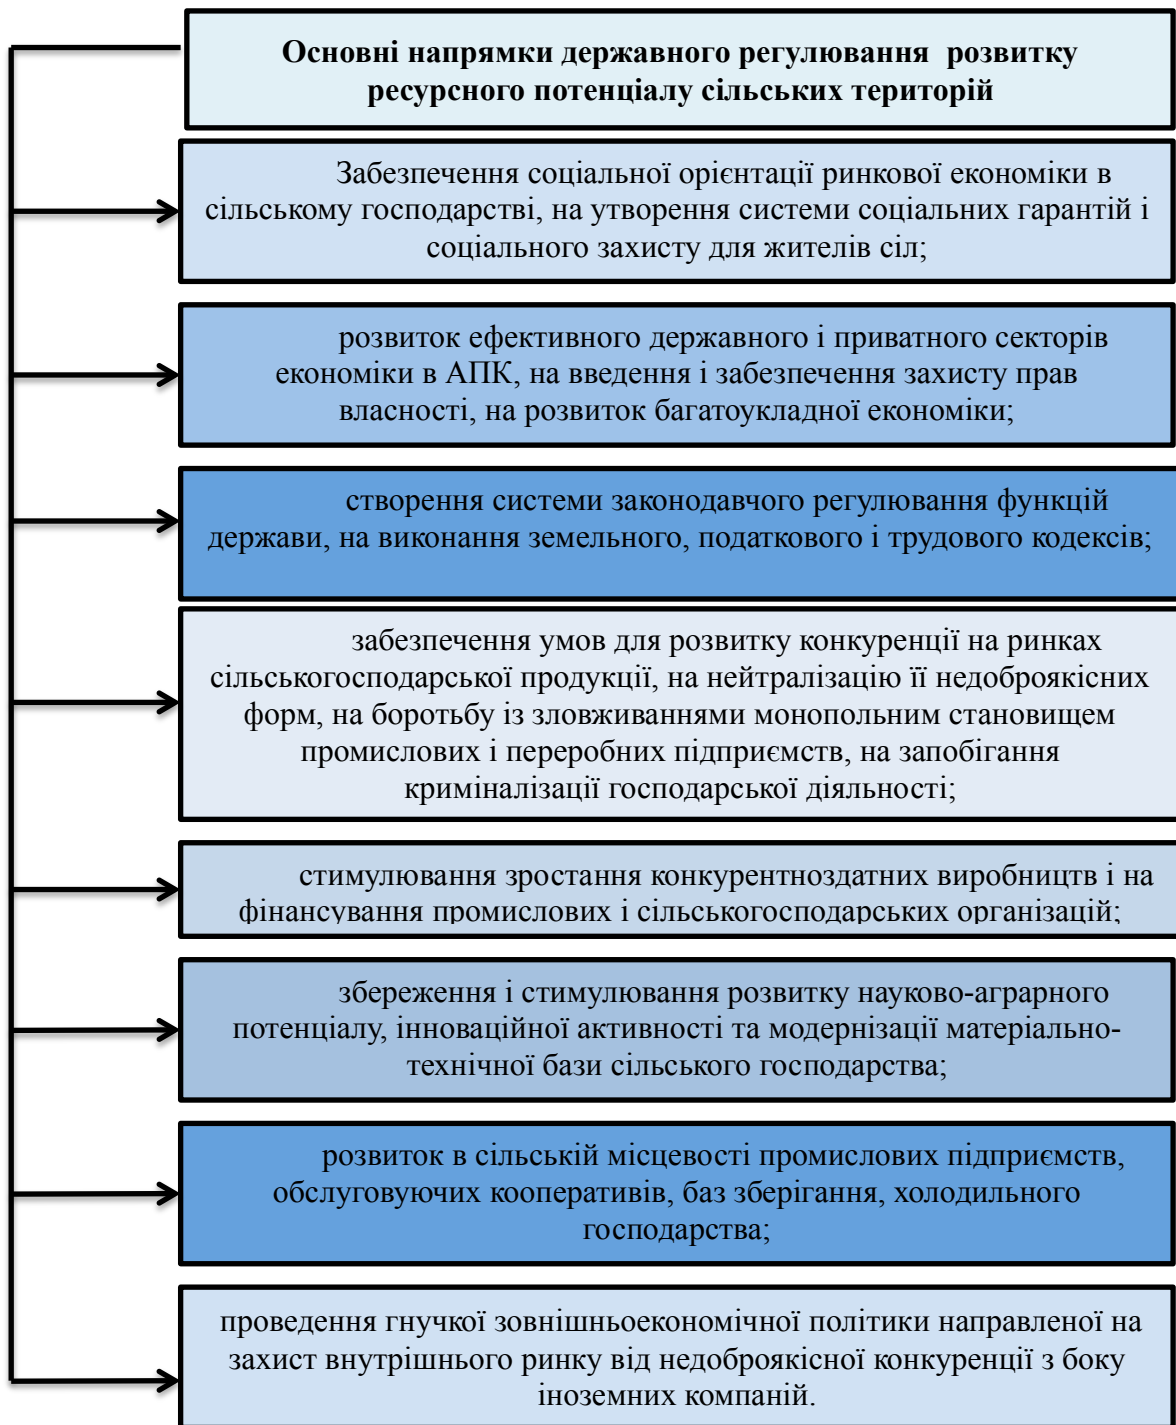 Основні напрямки державного регулювання розвитку
ресурсного потенціалу сільських територій
Забезпечення соціальної орієнтації ринкової економіки в
сільському господарстві, на утворення системи соціальних гарантій і
соціального захисту для жителів сіл;
розвиток ефективного державного і приватного секторів
економіки в АПК, на введення і забезпечення захисту прав
власності, на розвиток багатоукладної економіки;
створення системи законодавчого регулювання функцій
держави, на виконання земельного, податкового і трудового кодексів;
забезпечення умов для розвитку конкуренції на ринках
сільськогосподарської продукції, на нейтралізацію її недоброякісних
форм, на боротьбу із зловживаннями монопольним становищем
промислових і переробних підприємств, на запобігання
криміналізації господарської діяльності;
стимулювання зростання конкурентноздатних виробництв і на
фінансування промислових і сільськогосподарських організацій;
збереження і стимулювання розвитку науково-аграрного
потенціалу, інноваційної активності та модернізації матеріально-
технічної бази сільського господарства;
розвиток в сільській місцевості промислових підприємств,
обслуговуючих кооперативів, баз зберігання, холодильного
господарства;
проведення гнучкої зовнішньоекономічної політики направленої на
захист внутрішнього ринку від недоброякісної конкуренції з боку
іноземних компаній.